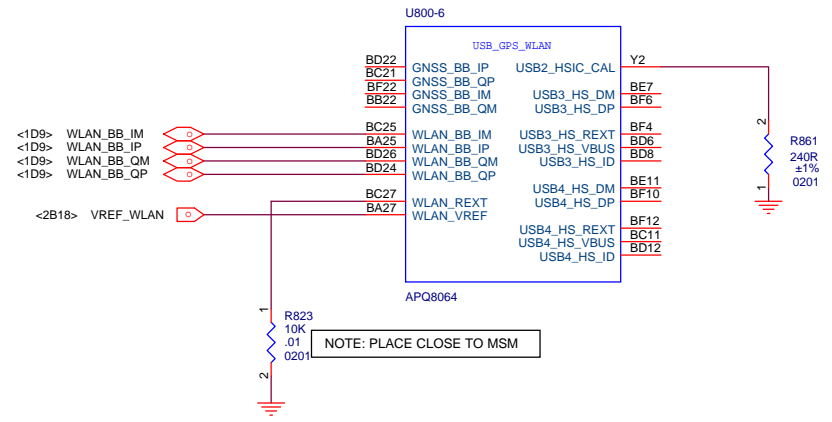 U800-6
USB_GPS_WLAN
BD22 GNSS_BB_IP USB2_HSIC_CAL Y2
BC21 GNSS_BB_QP
BF22 GNSS_BB_IM USB3_HS_DM BE7
BB22 GNSS_BB_QM USB3_HS_DP BF6
<1D9> WLAN_BB_IM BC25 WLAN_BB_IM USB3_HS_REXT BF4
<1D9> WLAN_BB_IP BA25 WLAN_BB_IP USB3_HS_VBUS BD6
<1D9> WLAN_BB_QM BD26 WLAN_BB_QM USB3_HS_ID BD8
<1D9> WLAN_BB_QP BD24 WLAN_BB_QP
USB4_HS_DM BE11
BC27 WLAN_REXT USB4_HS_DP BF10
<2B18> VREF_WLAN BA27 WLAN_VREF
USB4_HS_REXT BF12
USB4_HS_VBUS BC11
USB4_HS_ID BD12
2
R861
240R
±1%
0201
1
APQ8064
1
R823
10K
.01
0201
2
NOTE: PLACE CLOSE TO MSM